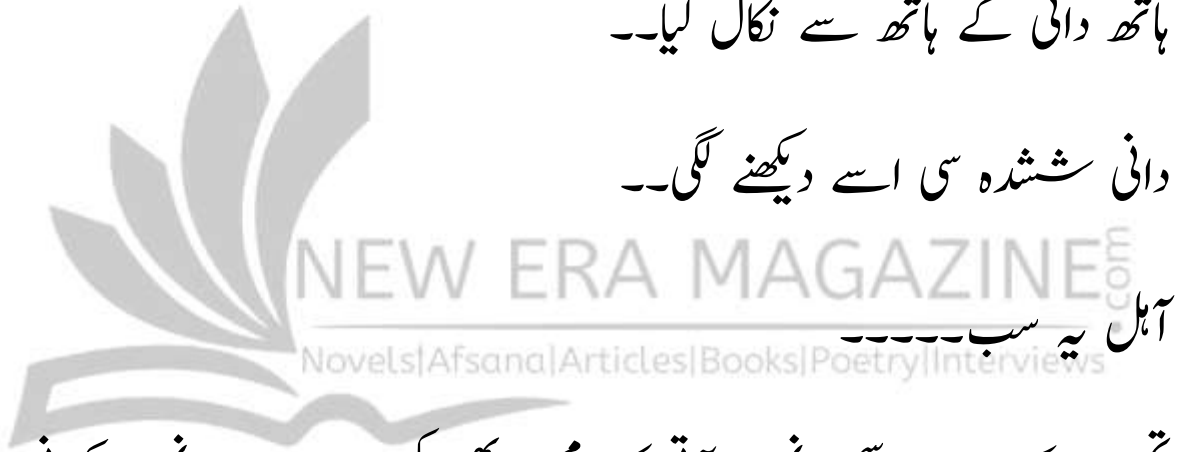 ہاتھ دانی کے ہاتھ سے نکال لیا۔۔
دانی ششدہ سی اسے دیکھنے لگی۔۔
NEW ERA MAGAZINE.com
آہل یہ سب۔۔۔۔۔
Novels|Afsana|Articles|Books|Poetry|Interviews